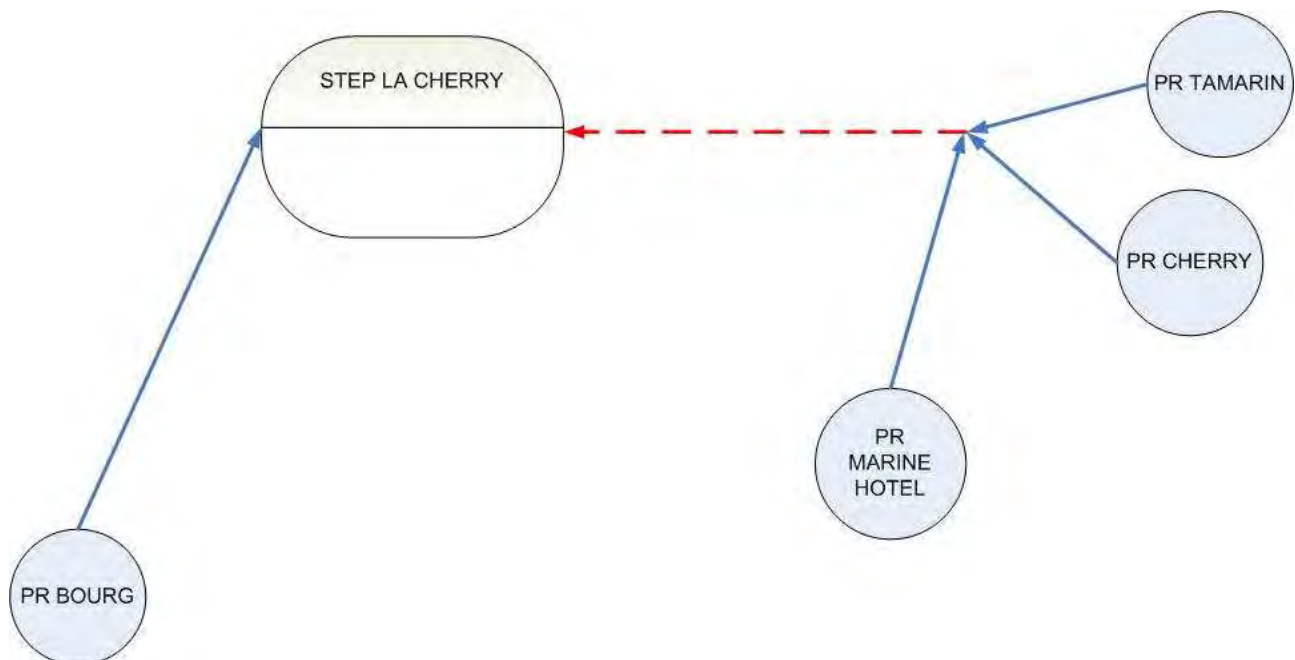 STEP LA CHERRY
PR TAMARIN
PR CHERRY
PR
MARINE
HOTEL
PR BOURG